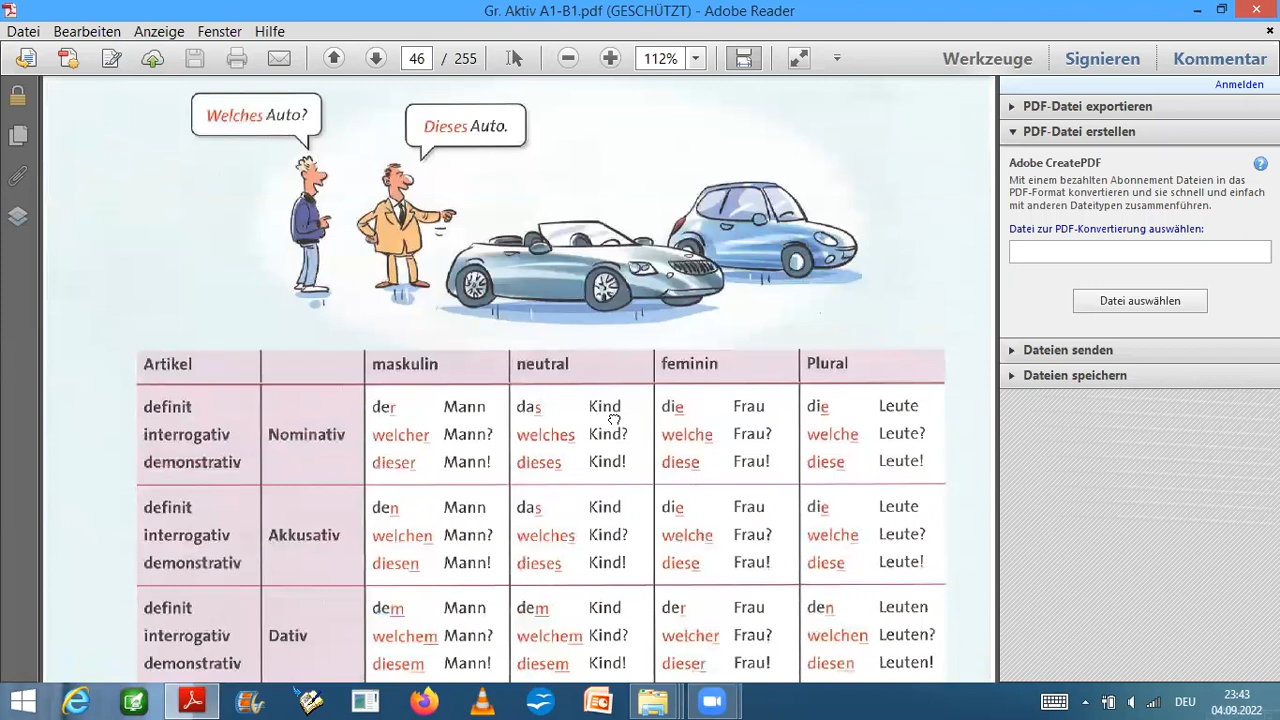 Gr. Aktiv A1-B1.pdf (GESCHÜTZT) - Adobe Reader
Datei Bearbeiten Anzeige Fenster Hilfe
46 / 255 112% Werkzeuge Signieren Kommentar
Anmelden
PDF-Datei exportieren
PDF-Datei erstellen
Adobe CreatePDF
Mit einem bezahlten Abonnement Dateien in das
PDF-Format konvertieren und sie schnell und einfach
mit anderen Dateitypen zusammenführen.
Datei zur PDF-Konvertierung auswählen:
Datei auswählen
Dateien senden
Dateien speichern
Welches Auto?
Dieses Auto.
Artikel maskulin neutral feminin Plural
definit der Mann das Kind die Frau die Leute
interrogativ Nominativ welcher Mann? welches Kind? welche Frau? welche Leute?
demonstrativ dieser Mann! dieses Kind! diese Frau! diese Leute!
definit den Mann das Kind die Frau die Leute
interrogativ Akkusativ welchen Mann? welches Kind? welche Frau? welche Leute?
demonstrativ diesen Mann! dieses Kind! diese Frau! diese Leute!
definit dem Mann dem Kind der Frau den Leuten
interrogativ Dativ welchem Mann? welchem Kind? welcher Frau? welchen Leuten?
demonstrativ diesem Mann! diesem Kind! dieser Frau! diesen Leuten!
DEU
23:43
04.09.2022